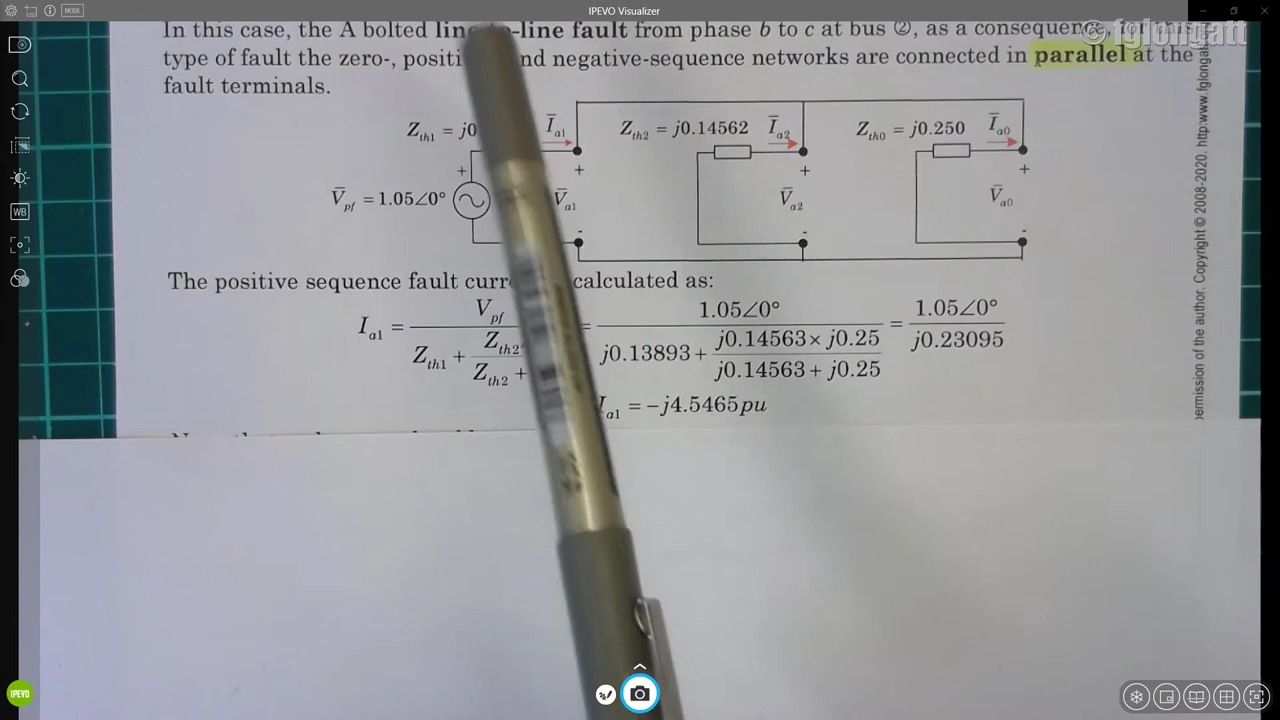 MODE
IPEVO Visualizer
In this case, the A bolted line -line fault from phase b to c at bus ②, as a consequence, for this
© fglongatt
type of fault the zero-, positi nd negative-sequence networks are connected in parallel at the
fault terminals.
Z_th1 = j0 Ī_a1 Z_th2 = j0.14562 Ī_a2 Z_th0 = j0.250 Ī_a0
+ + + +
V̄_pf = 1.05∠0° V̄_a1 V̄_a2 V̄_a0
- - -
The positive sequence fault curr calculated as:
I_a1 = V_pf / (Z_th1 + Z_th2 / (Z_th2 + = 1.05∠0° / (j0.13893 + (j0.14563 × j0.25) / (j0.14563 + j0.25)) = 1.05∠0° / j0.23095
I_a1 = −j4.5465pu
permission of the author. Copyright © 2008-2020. http:www.fglongat
WB
IPEVO